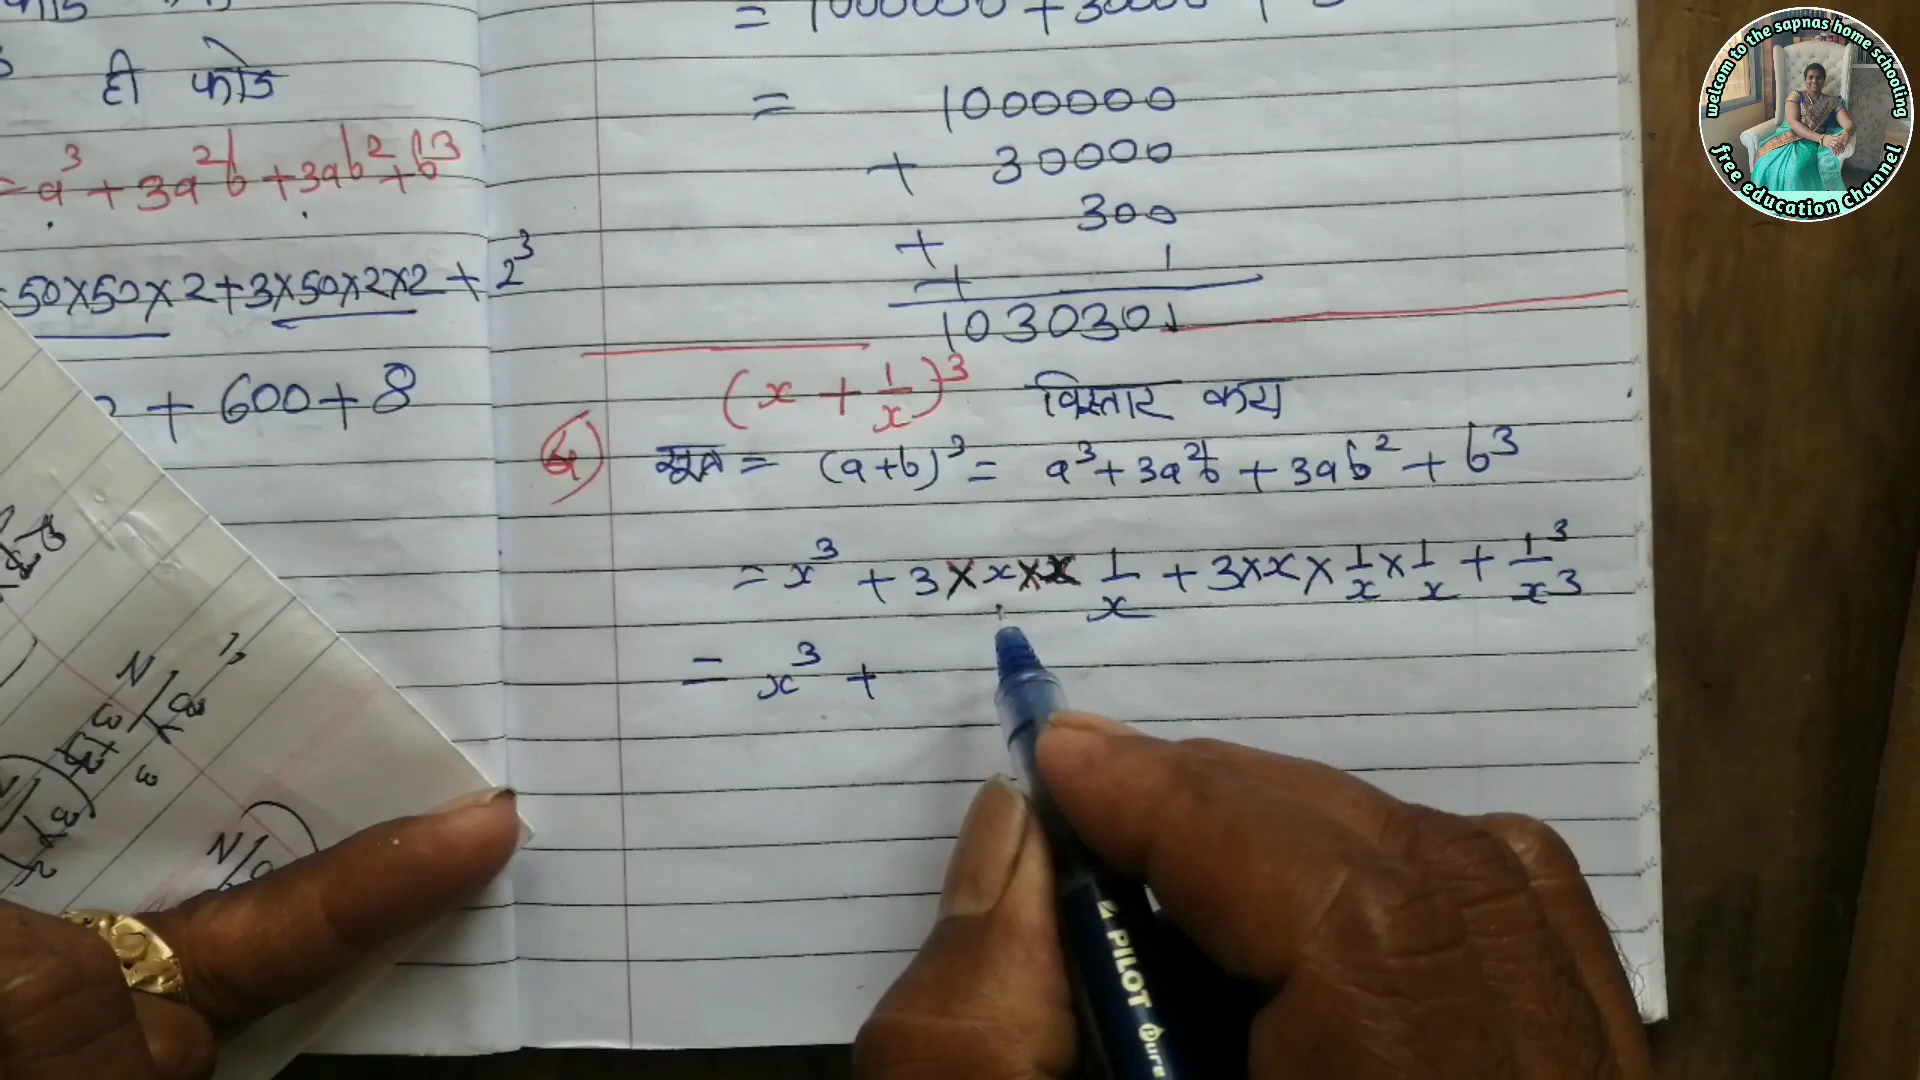 ही फोड
= a³ + 3a²b + 3ab² + b³
50×50×2+3×50×2×2 + 2³
+ 600 + 8
= 1000000
+ 30000
+ 300
+ 1
1030301
(x + 1/x)³ विस्तार करा
सूत्र = (a+b)³ = a³ + 3a²b + 3ab² + b³
= x³ + 3 × x × x × 1/x + 3 × x × 1/x × 1/x + 1³/x³
= x³ +
PILOT Pure
welcom to the sapnas home schooling
free education channel